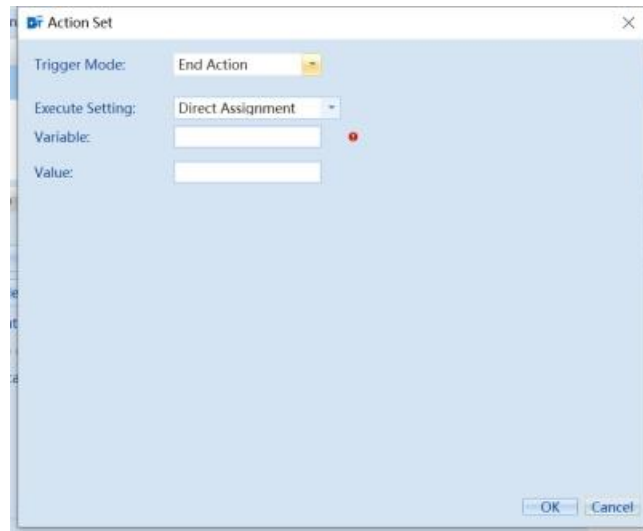 Action Set
Trigger Mode: End Action
Execute Setting: Direct Assignment
Variable:
Value:
OK Cancel